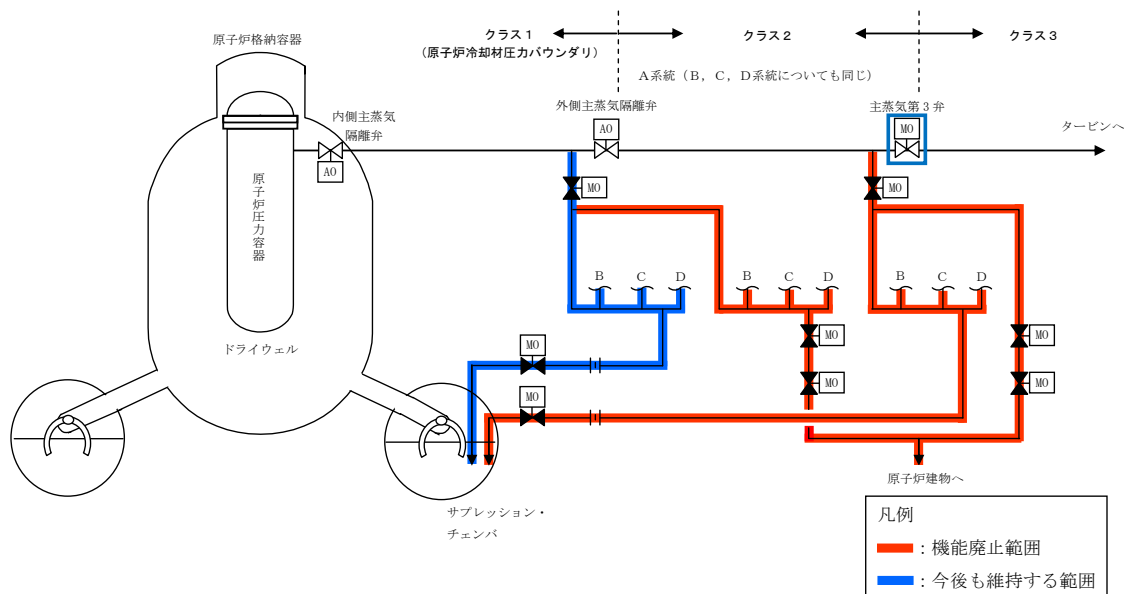 クラス1
クラス2
クラス3
(原子炉冷却材圧力バウンダリ)
A系統(B,C,D系統についても同じ)
原子炉格納容器
内側主蒸気
隔離弁
AO
外側主蒸気隔離弁
AO
主蒸気第3弁
MO
タービンへ
原子炉圧力容器
ドライウェル
MO
MO
B
C
D
B
C
D
B
C
D
MO
MO
MO
MO
MO
MO
原子炉建物へ
サプレッション・
チェンバ
凡例
:機能廃止範囲
:今後も維持する範囲